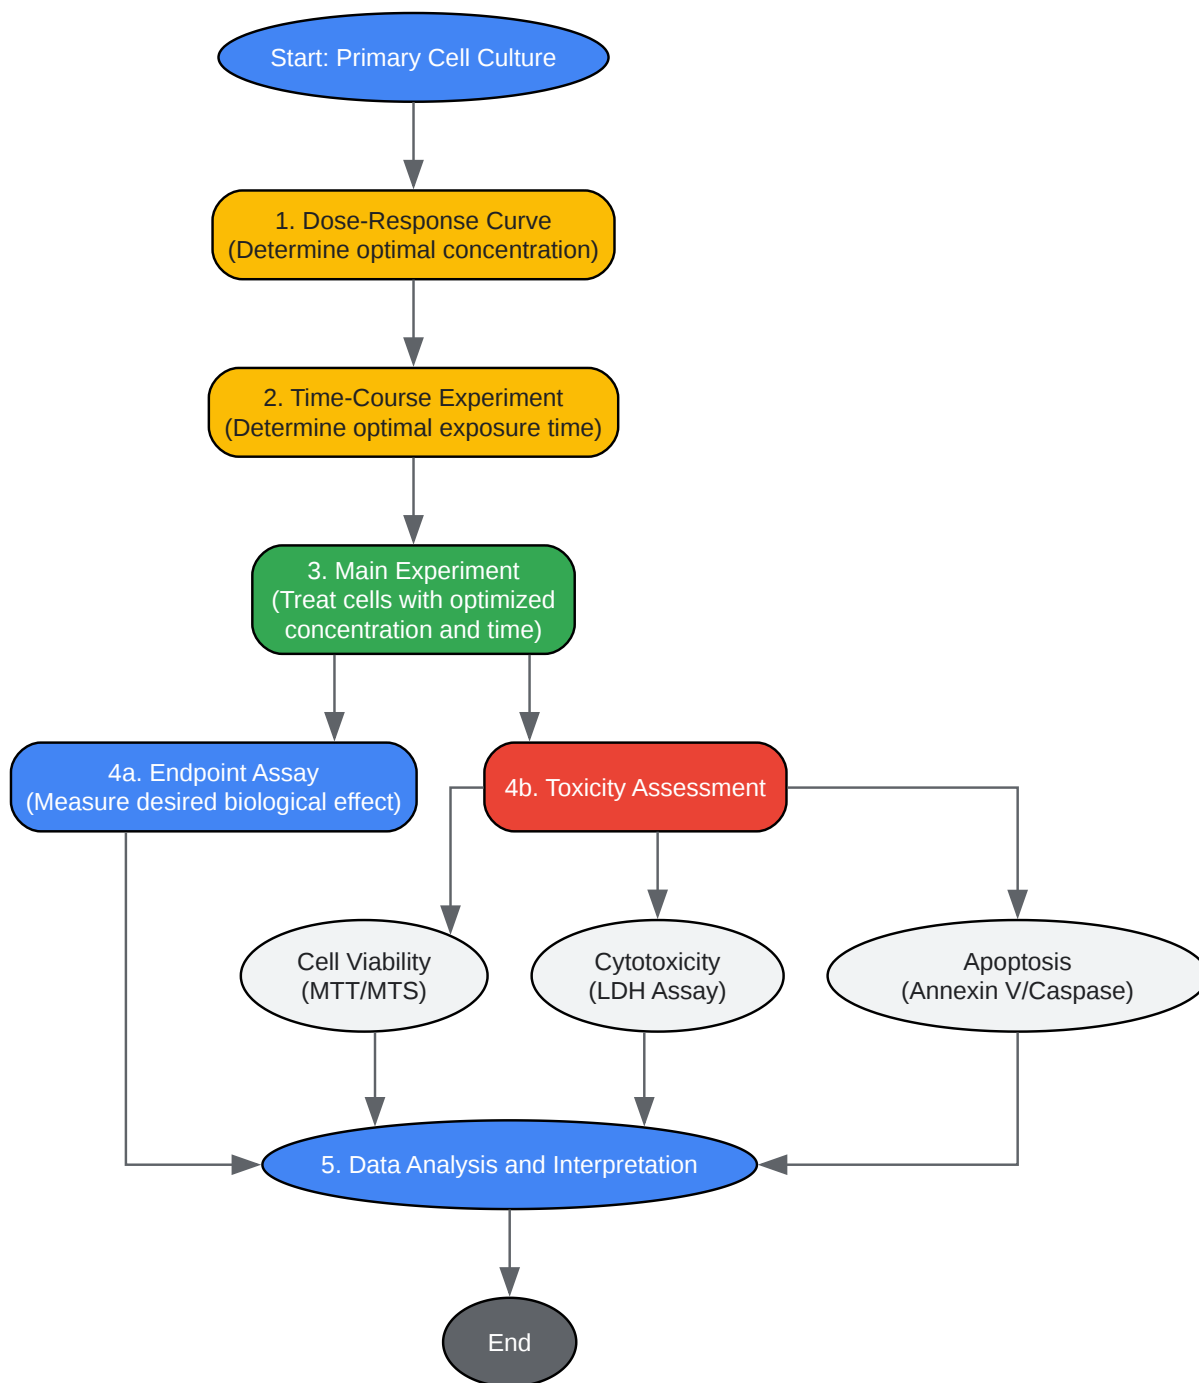 Start: Primary Cell Culture
1. Dose-Response Curve
(Determine optimal concentration)
2. Time-Course Experiment
(Determine optimal exposure time)
3. Main Experiment
(Treat cells with optimized
concentration and time)
4a. Endpoint Assay
(Measure desired biological effect)
4b. Toxicity Assessment
Cell Viability
(MTT/MTS)
Cytotoxicity
(LDH Assay)
Apoptosis
(Annexin V/Caspase)
5. Data Analysis and Interpretation
End